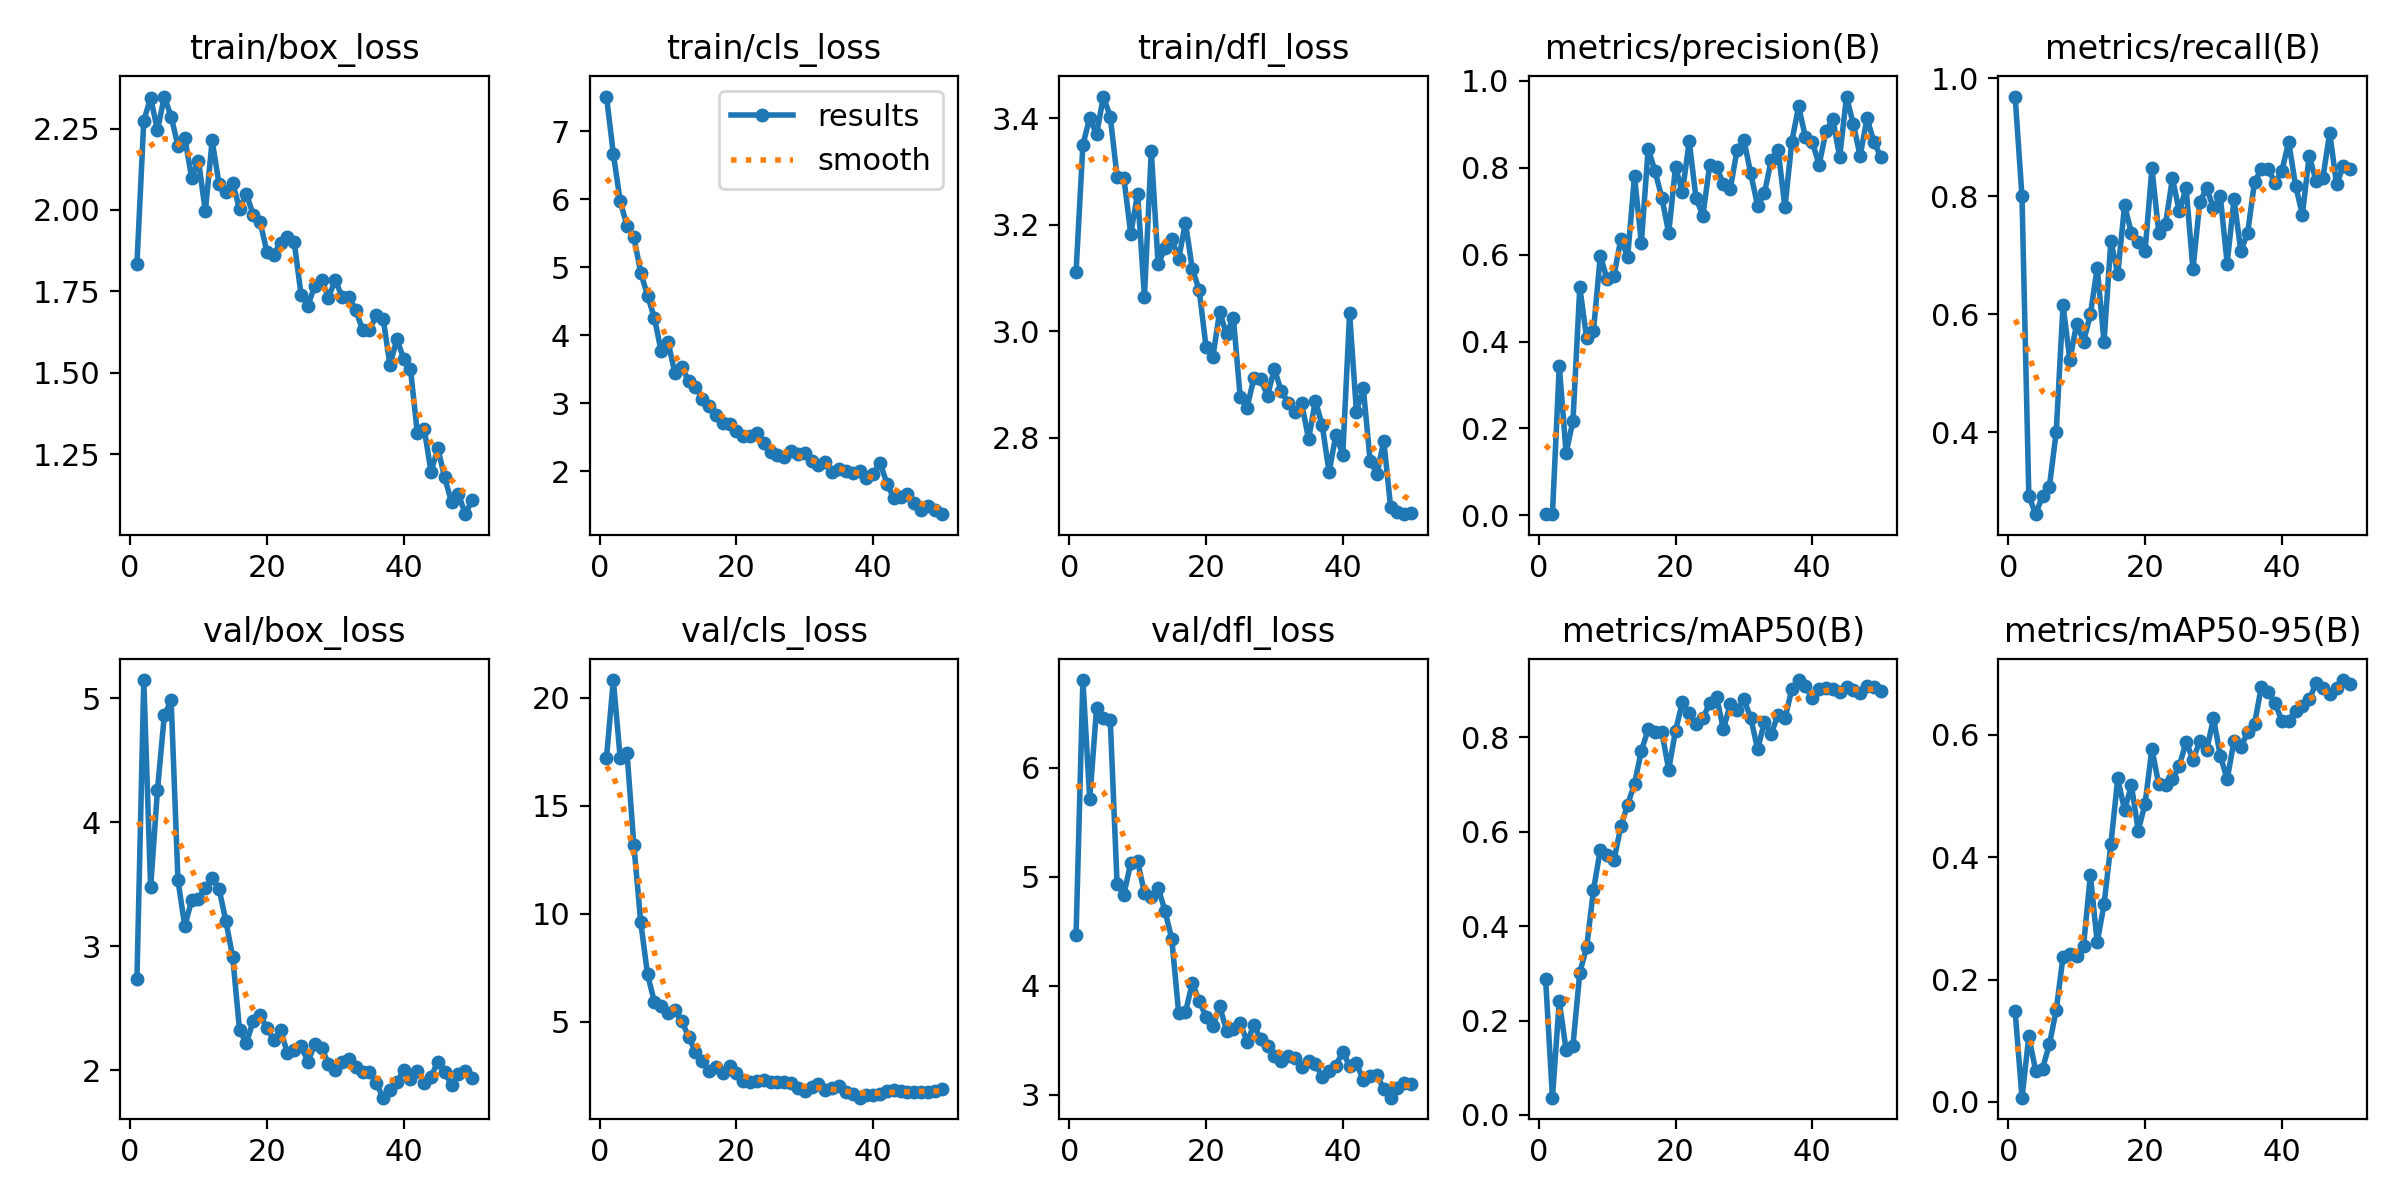 train/box_loss
train/cls_loss
train/dfl_loss
metrics/precision(B)
metrics/recall(B)
results
smooth
2.25
2.00
1.75
1.50
1.25
0 20 40
7
6
5
4
3
2
0 20 40
3.4
3.2
3.0
2.8
0 20 40
1.0
0.8
0.6
0.4
0.2
0.0
0 20 40
1.0
0.8
0.6
0.4
0 20 40
val/box_loss
val/cls_loss
val/dfl_loss
metrics/mAP50(B)
metrics/mAP50-95(B)
5
4
3
2
0 20 40
20
15
10
5
0 20 40
6
5
4
3
0 20 40
0.8
0.6
0.4
0.2
0.0
0 20 40
0.6
0.4
0.2
0.0
0 20 40